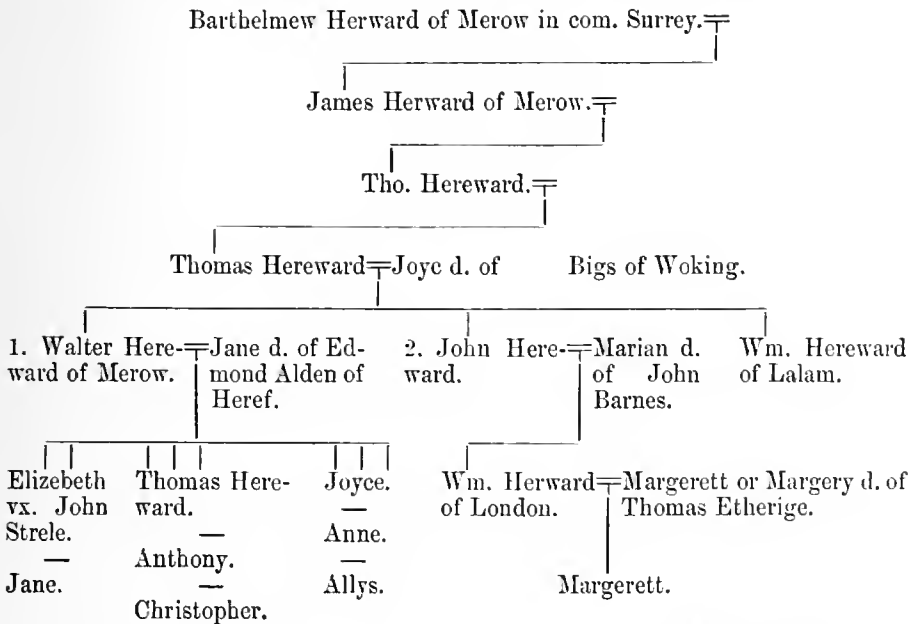 Barthelmew Herward of Merow in com. Surrey.
James Herward of Merow.
Tho. Hereward.
Thomas Hereward Joyc d. of Bigs of Woking.
1. Walter Here-
ward of Merow.
Jane d. of Ed-
mond Alden of
Heref.
2. John Here-
ward.
Marian d.
of John
Barnes.
Wm. Hereward
of Lalam.
Elizebeth
vx. John
Strele.
—
Jane.
Thomas Here-
ward.
—
Anthony.
—
Christopher.
Joyce.
—
Anne.
—
Allys.
Wm. Herward
of London.
Margerett or Margery d. of
Thomas Etherige.
Margerett.